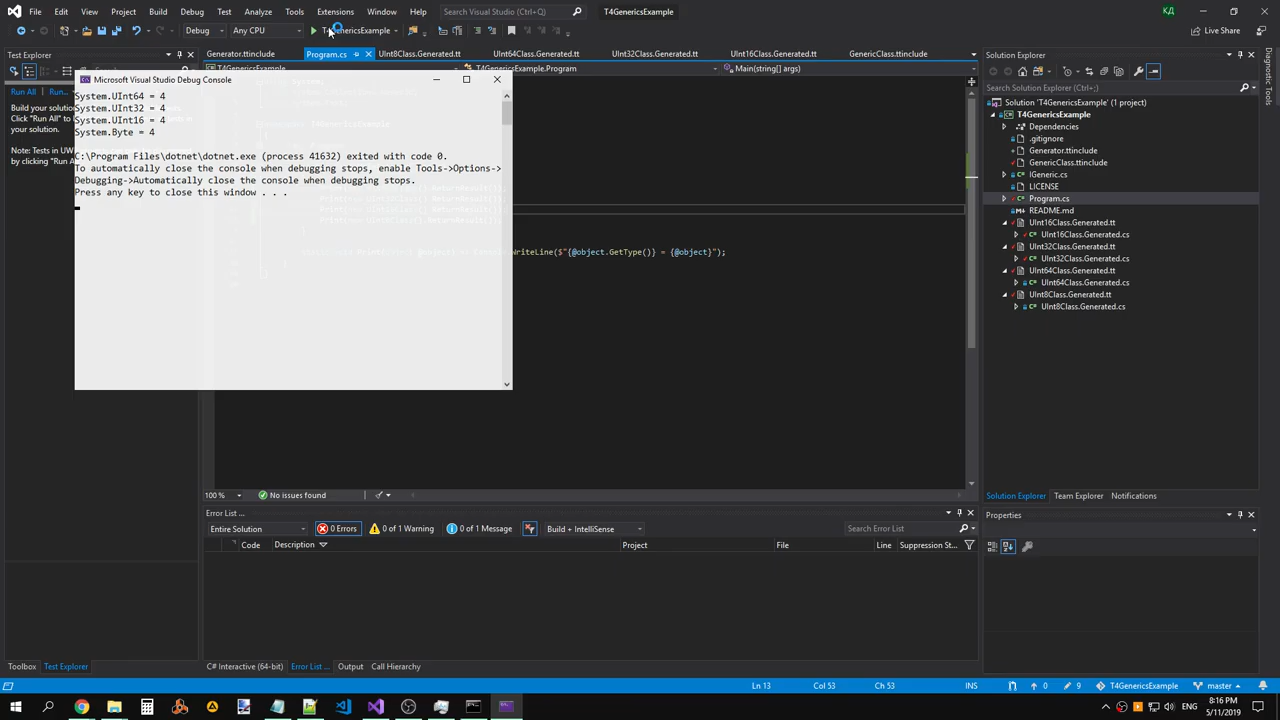 File Edit View Project Build Debug Test Analyze Tools Extensions Window Help Search Visual Studio (Ctrl+Q) T4GenericsExample КД
Debug Any CPU T4GenericsExample Live Share
Test Explorer
Run All Run...
Build your solution
Click "Run All" to
your solution.
Note: Tests in UW
by clicking "Run A
Generator.ttinclude Program.cs UInt8Class.Generated.tt UInt64Class.Generated.tt UInt32Class.Generated.tt UInt16Class.Generated.tt GenericClass.ttinclude
T4GenericsExample T4GenericsExample.Program Main(string[] args)
Microsoft Visual Studio Debug Console
System.UInt64 = 4
System.UInt32 = 4
System.UInt16 = 4
System.Byte = 4
C:\Program Files\dotnet\dotnet.exe (process 41632) exited with code 0.
To automatically close the console when debugging stops, enable Tools->Options->
Debugging->Automatically close the console when debugging stops.
Press any key to close this window . . .
WriteLine($"{@object.GetType()} = {@object}");
100 % No issues found
Error List ...
Entire Solution 0 Errors 0 of 1 Warning 0 of 1 Message Build + IntelliSense Search Error List
Code Description Project File Line Suppression St...
Toolbox Test Explorer
C# Interactive (64-bit) Error List ... Output Call Hierarchy
Solution Explorer
Search Solution Explorer (Ctrl+;)
Solution 'T4GenericsExample' (1 project)
T4GenericsExample
Dependencies
.gitignore
Generator.ttinclude
GenericClass.ttinclude
IGeneric.cs
LICENSE
Program.cs
README.md
UInt16Class.Generated.tt
UInt16Class.Generated.cs
UInt32Class.Generated.tt
UInt32Class.Generated.cs
UInt64Class.Generated.tt
UInt64Class.Generated.cs
UInt8Class.Generated.tt
UInt8Class.Generated.cs
Solution Explorer Team Explorer Notifications
Properties
Diagnostic Tools
Ln 13 Col 53 Ch 53 INS 0 9 T4GenericsExample master
ENG 8:16 PM
5/11/2019